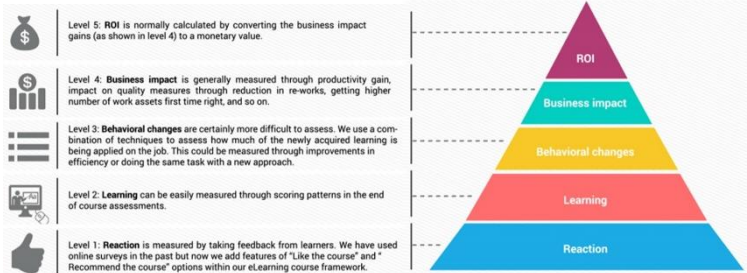 Level 5: ROI is normally calculated by converting the business impact
gains (as shown in level 4) to a monetary value.
ROI
Level 4: Business impact is generally measured through productivity gain,
impact on quality measures through reduction in re-works, getting higher
number of work assets first time right, and so on.
Business impact
Level 3: Behavioral changes are certainly more difficult to assess. We use a com-
bination of techniques to assess how much of the newly acquired learning is
being applied on the job. This could be measured through improvements in
efficiency or doing the same task with a new approach.
Behavioral changes
Level 2: Learning can be easily measured through scoring patterns in the end
of course assessments.
Learning
Level 1: Reaction is measured by taking feedback from learners. We have used
online surveys in the past but now we add features of “Like the course” and “
Recommend the course” options within our eLearning course framework.
Reaction